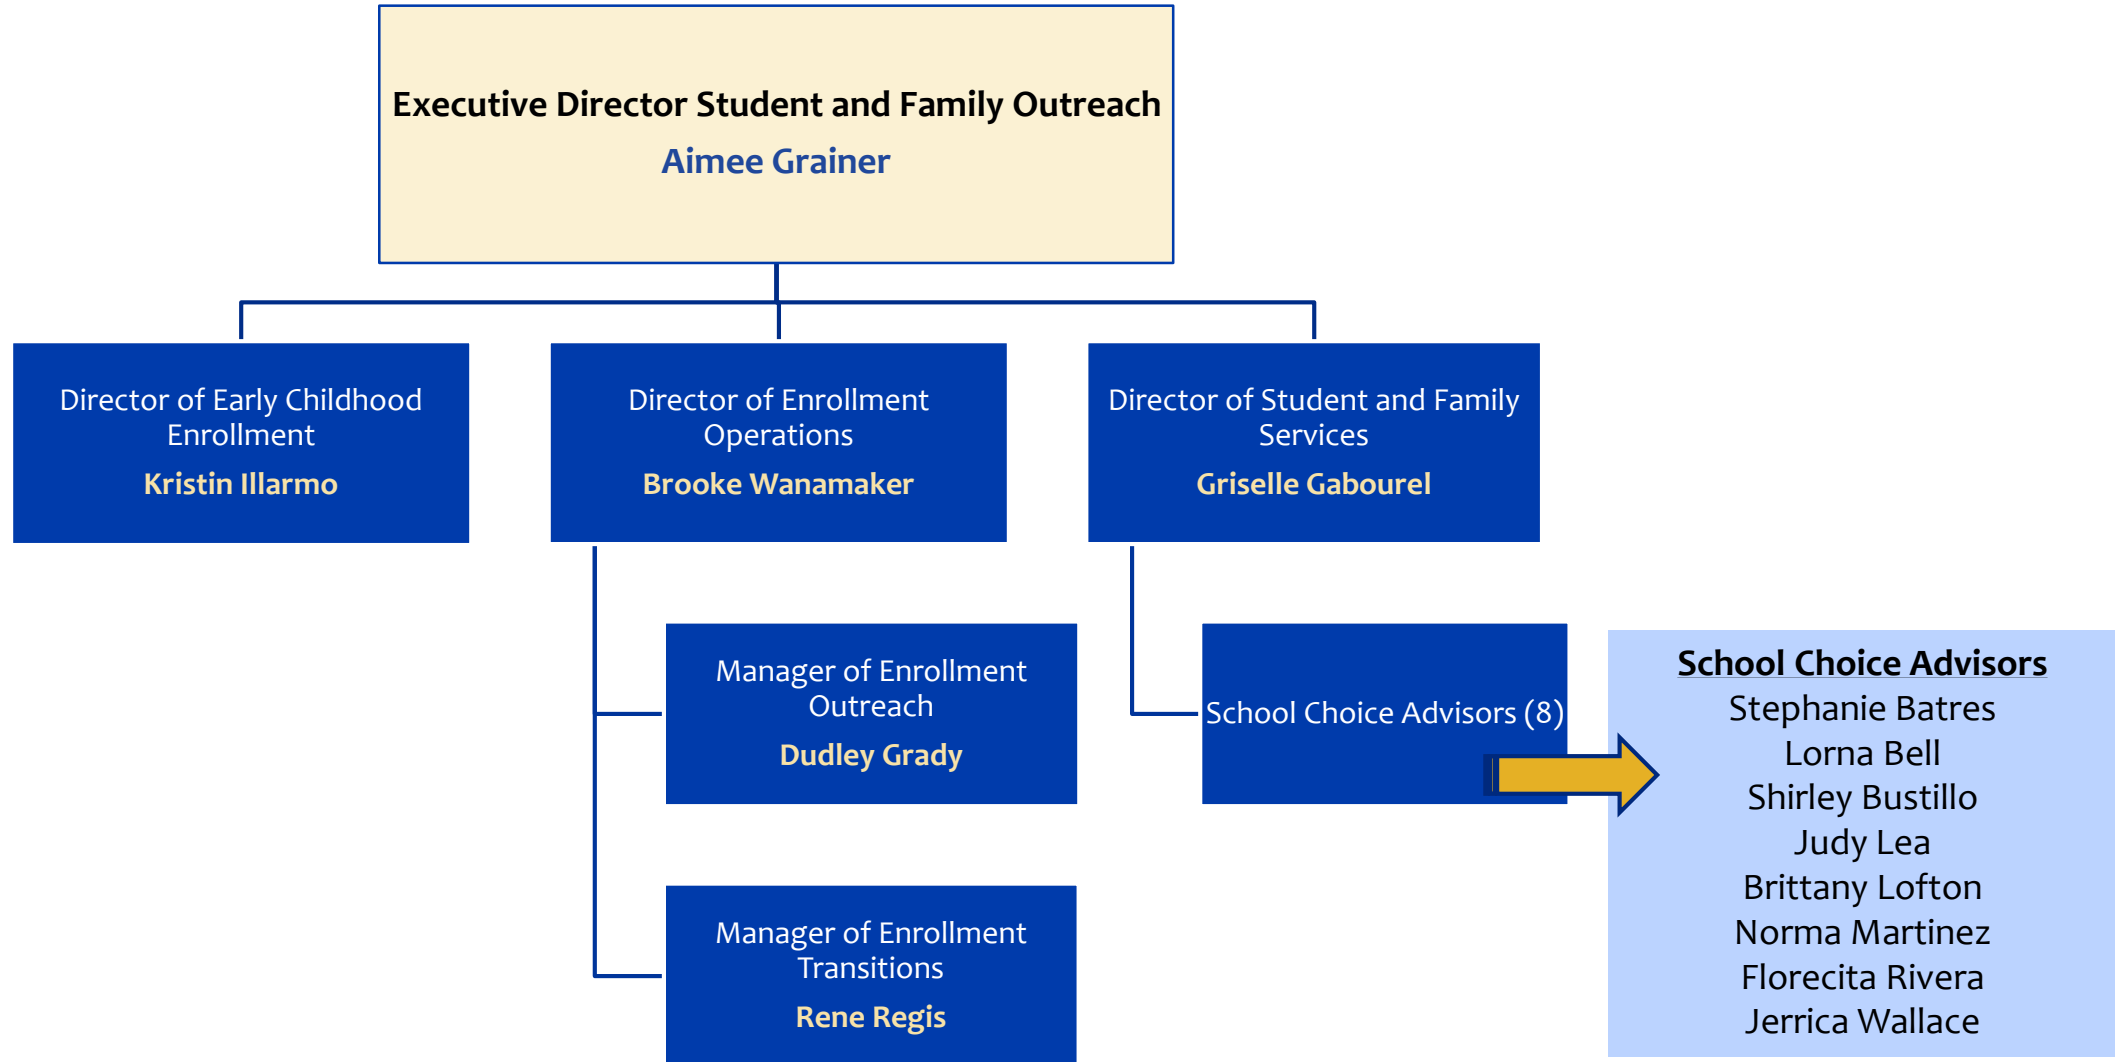 Executive Director Student and Family Outreach
Aimee Grainer
Director of Early Childhood
Enrollment
Kristin Illarmo
Director of Enrollment
Operations
Brooke Wanamaker
Director of Student and Family
Services
Griselle Gabourel
Manager of Enrollment
Outreach
Dudley Grady
Manager of Enrollment
Transitions
Rene Regis
School Choice Advisors (8)
School Choice Advisors
Stephanie Batres
Lorna Bell
Shirley Bustillo
Judy Lea
Brittany Lofton
Norma Martinez
Florecita Rivera
Jerrica Wallace